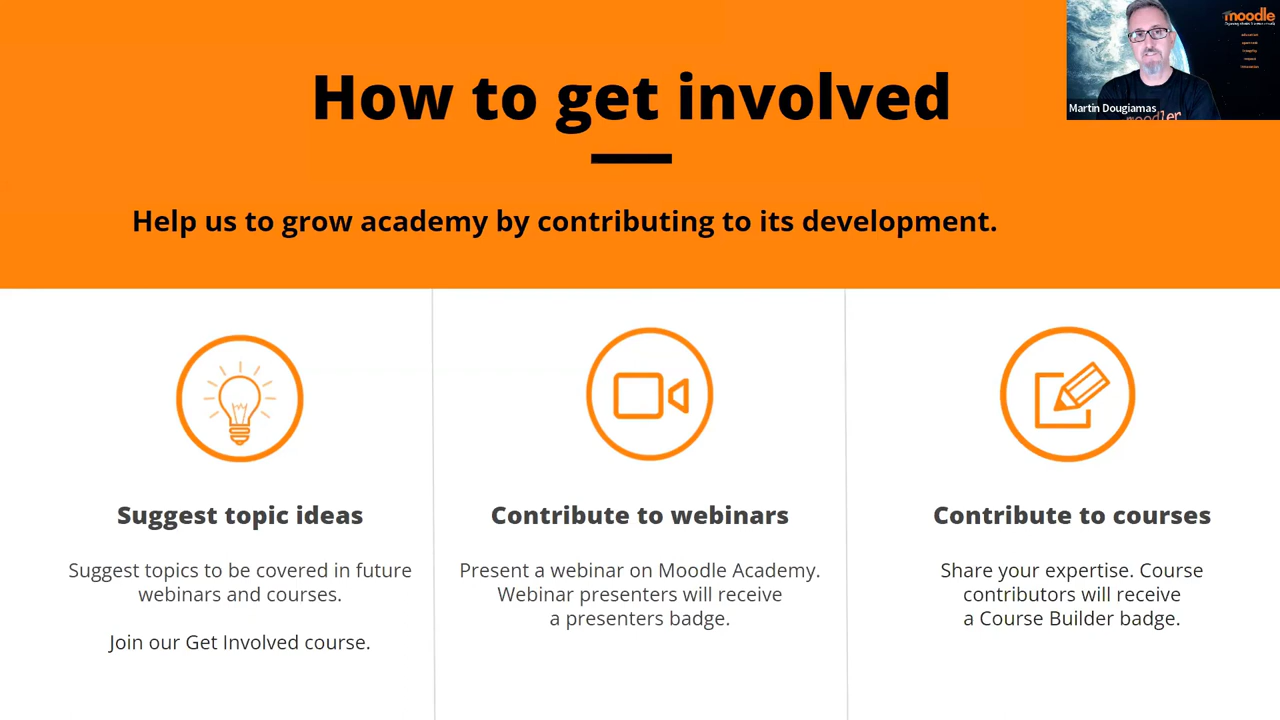 How to get involved
Help us to grow academy by contributing to its development.
moodle
Martin Dougiamas
moodler
Suggest topic ideas
Suggest topics to be covered in future
webinars and courses.
Join our Get Involved course.
Contribute to webinars
Present a webinar on Moodle Academy.
Webinar presenters will receive
a presenters badge.
Contribute to courses
Share your expertise. Course
contributors will receive
a Course Builder badge.